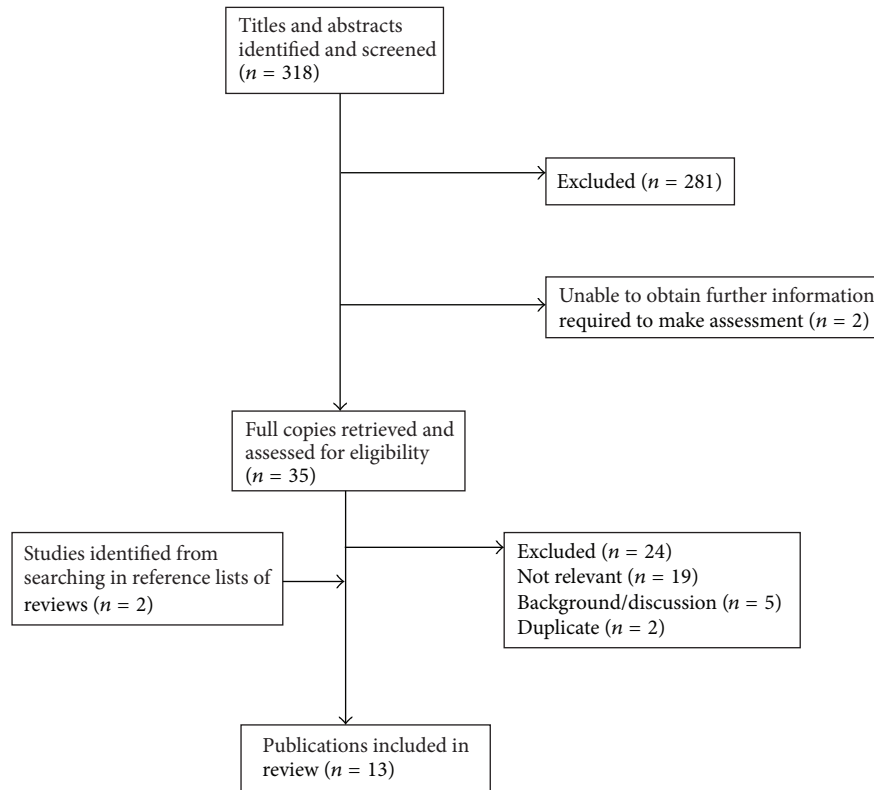 Titles and abstracts
identified and screened
(n = 318)
Excluded (n = 281)
Unable to obtain further information
required to make assessment (n = 2)
Full copies retrieved and
assessed for eligibility
(n = 35)
Studies identified from
searching in reference lists of
reviews (n = 2)
Excluded (n = 24)
Not relevant (n = 19)
Background/discussion (n = 5)
Duplicate (n = 2)
Publications included in
review (n = 13)